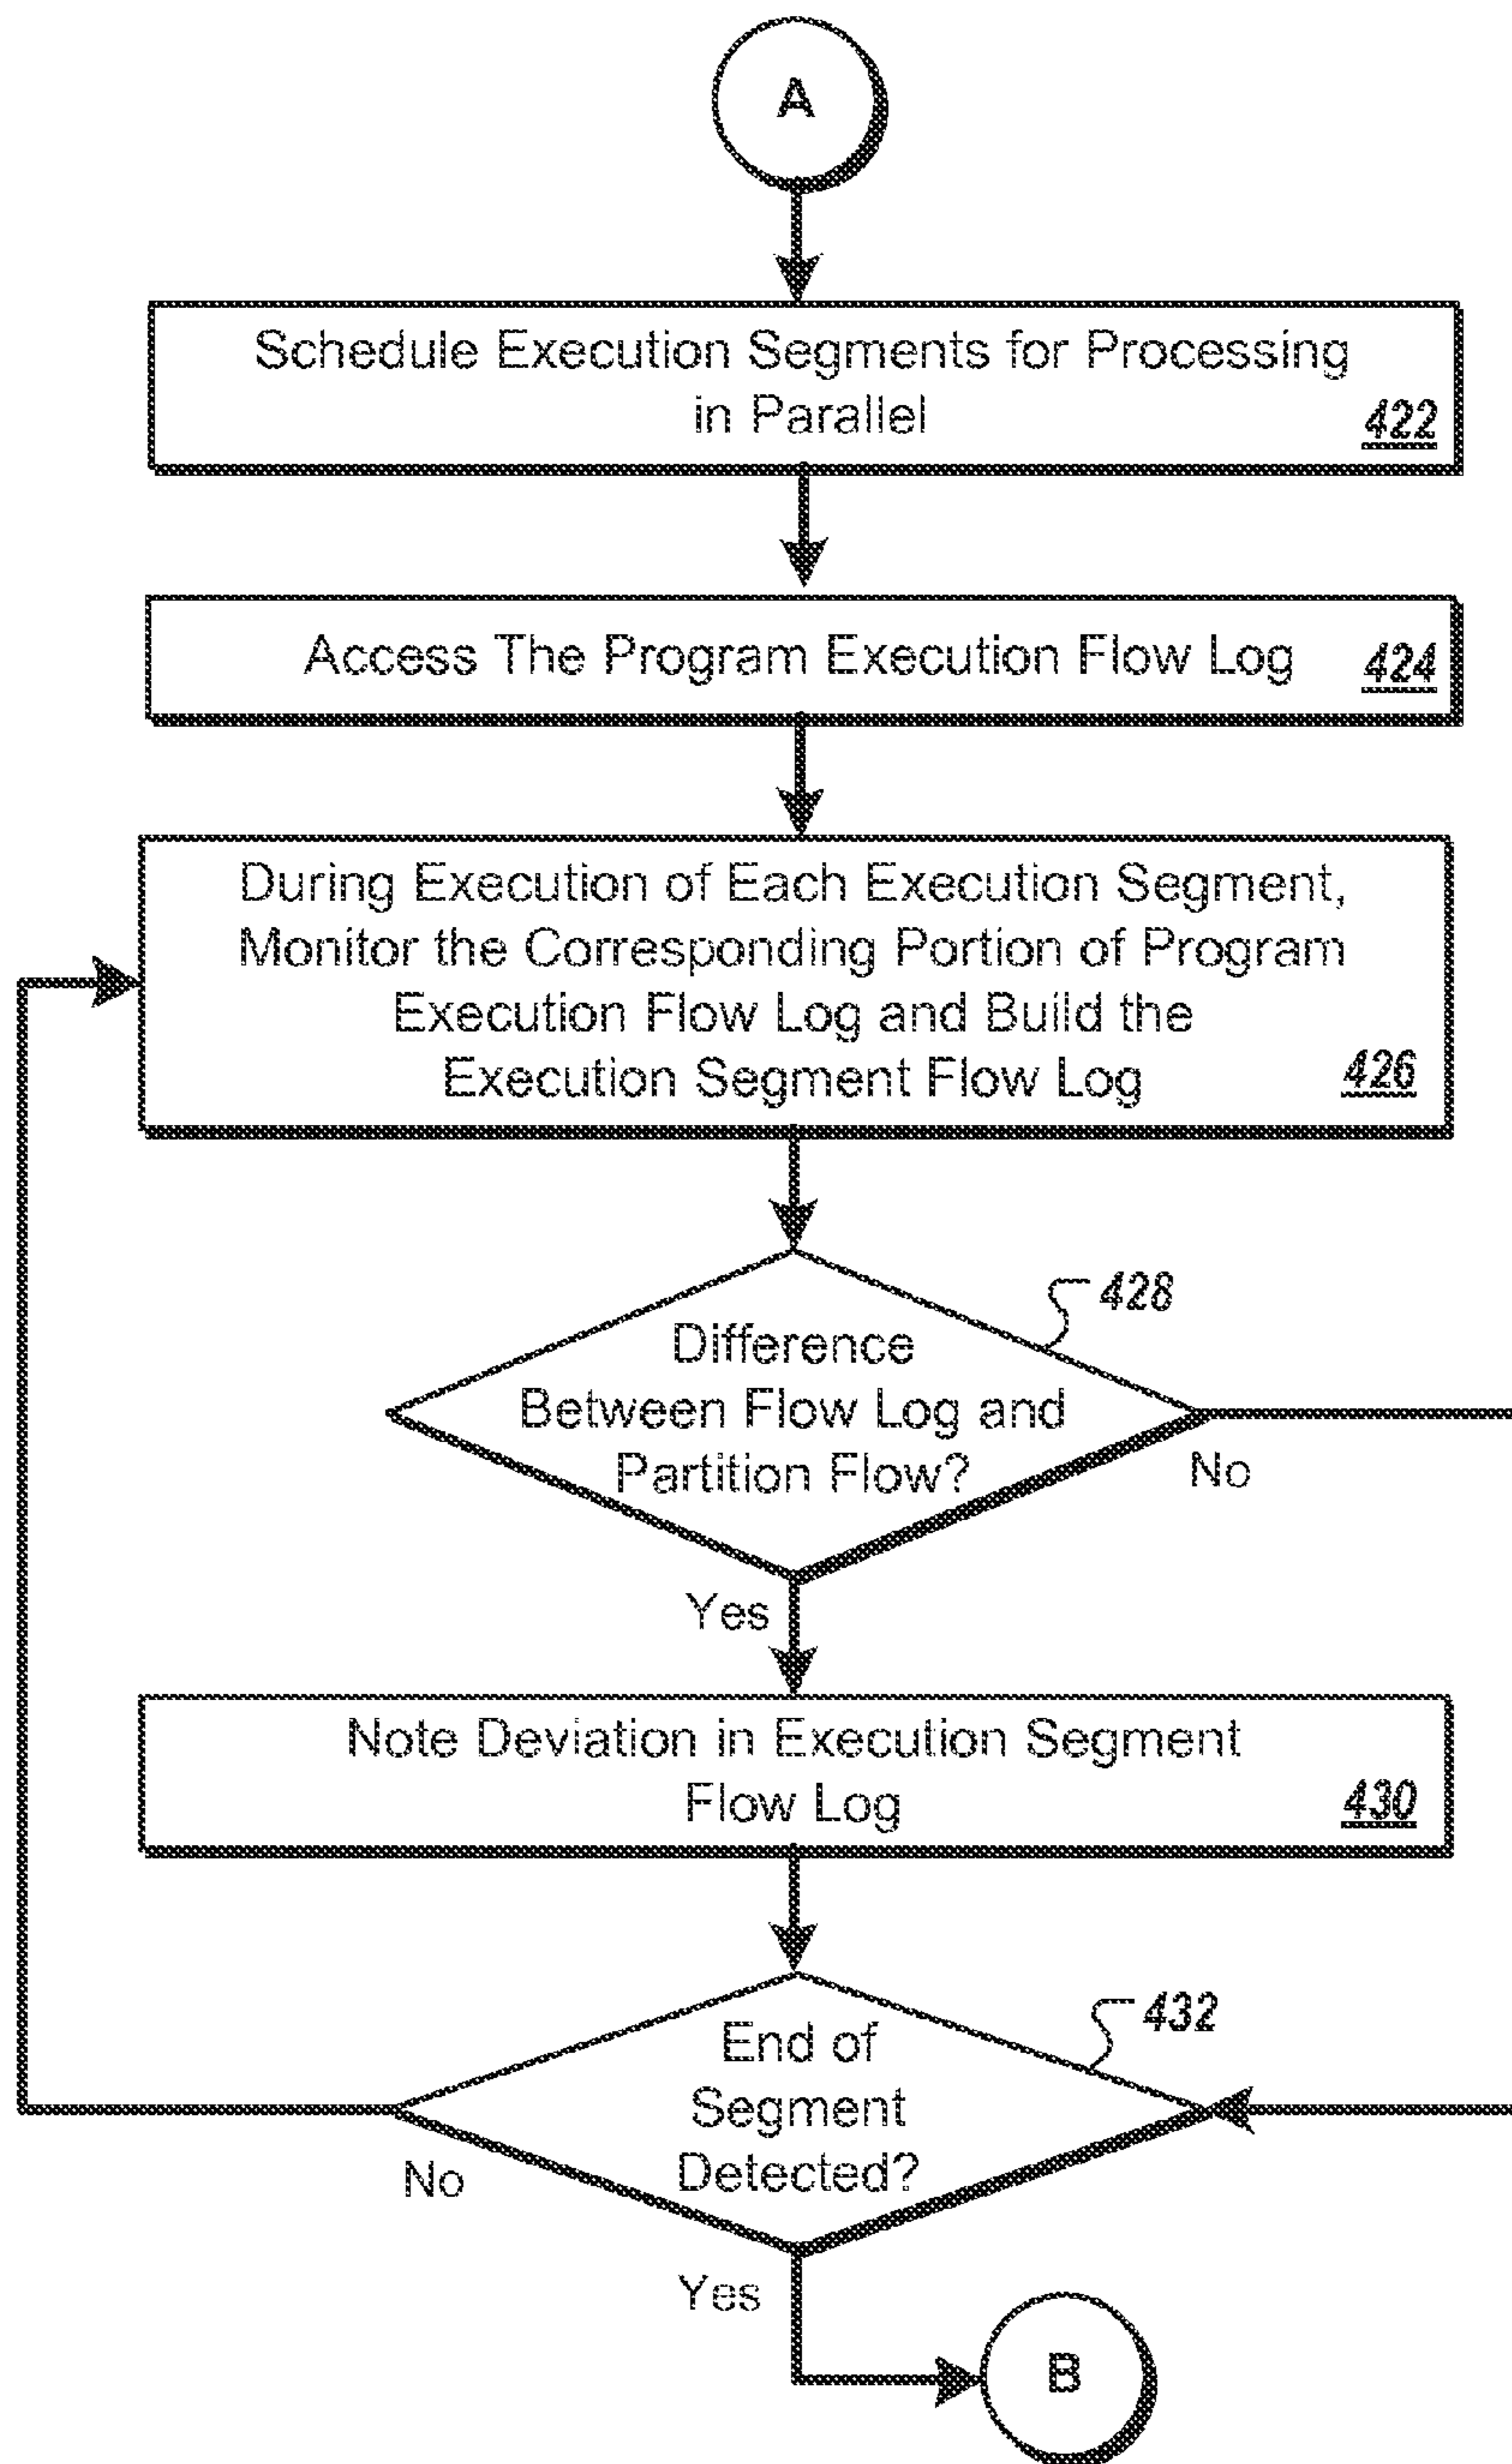 A
Schedule Execution Segments for Processing
in Parallel
422
Access The Program Execution Flow Log
424
During Execution of Each Execution Segment,
Monitor the Corresponding Portion of Program
Execution Flow Log and Build the
Execution Segment Flow Log
426
428
Difference
Between Flow Log and
Partition Flow?
No
Yes
Note Deviation in Execution Segment
Flow Log
430
432
End of
Segment
Detected?
No
Yes
B